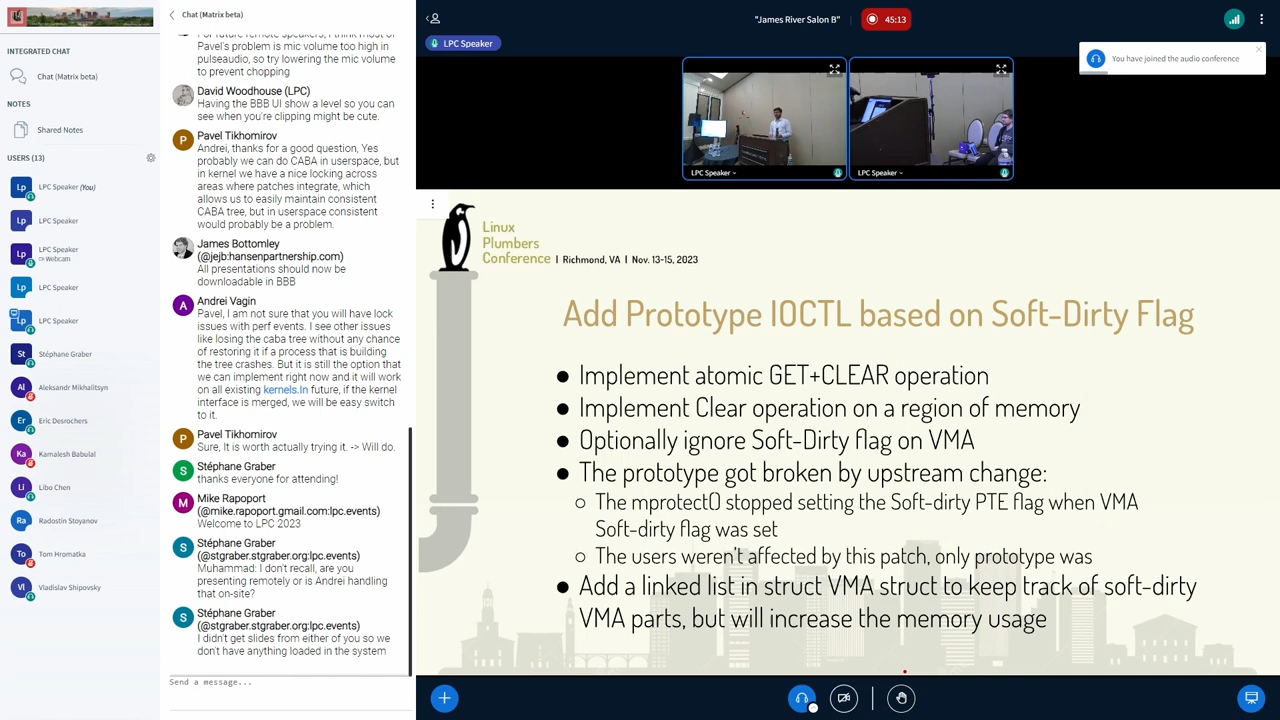 INTEGRATED CHAT
Chat (Matrix beta)
NOTES
Shared Notes
USERS (13)
Lp LPC Speaker (You)
Lp LPC Speaker
Lp LPC Speaker
Webcam
Lp LPC Speaker
Lp LPC Speaker
St Stéphane Graber
Al Aleksandr Mikhalitsyn
Er Eric Desrochers
Ka Kamalesh Babulal
Li Libo Chen
Ra Radostin Stoyanov
To Tom Hromatka
Vl Vladislav Shipovsky
Chat (Matrix beta)
For future remote speakers, I think most of
Pavel's problem is mic volume too high in
pulseaudio, so try lowering the mic volume
to prevent chopping
David Woodhouse (LPC)
Having the BBB UI show a level so you can
see when you're clipping might be cute.
P Pavel Tikhomirov
Andrei, thanks for a good question, Yes
probably we can do CABA in userspace, but
in kernel we have a nice locking across
areas where patches integrate, which
allows us to easily maintain consistent
CABA tree, but in userspace consistent
would probably be a problem.
James Bottomley
(@jejb:hansenpartnership.com)
All presentations should now be
downloadable in BBB
A Andrei Vagin
Pavel, I am not sure that you will have lock
issues with perf events. I see other issues
like losing the caba tree without any chance
of restoring it if a process that is building
the tree crashes. But it is still the option that
we can implement right now and it will work
on all existing kernels.In future, if the kernel
interface is merged, we will be easy switch
to it.
P Pavel Tikhomirov
Sure, It is worth actually trying it. -> Will do.
S Stéphane Graber
thanks everyone for attending!
M Mike Rapoport
(@mike.rapoport.gmail.com:lpc.events)
Welcome to LPC 2023
S Stéphane Graber
(@stgraber.stgraber.org:lpc.events)
Muhammad: I don't recall, are you
presenting remotely or is Andrei handling
that on-site?
S Stéphane Graber
(@stgraber.stgraber.org:lpc.events)
I didn't get slides from either of you so we
don't have anything loaded in the system
Send a message...
"James River Salon B"
45:13
LPC Speaker
You have joined the audio conference
LPC Speaker
LPC Speaker
Linux
Plumbers
Conference | Richmond, VA | Nov. 13-15, 2023
Add Prototype IOCTL based on Soft-Dirty Flag
● Implement atomic GET+CLEAR operation
● Implement Clear operation on a region of memory
● Optionally ignore Soft-Dirty flag on VMA
● The prototype got broken by upstream change:
○ The mprotect() stopped setting the Soft-dirty PTE flag when VMA
Soft-dirty flag was set
○ The users weren't affected by this patch, only prototype was
● Add a linked list in struct VMA struct to keep track of soft-dirty
VMA parts, but will increase the memory usage